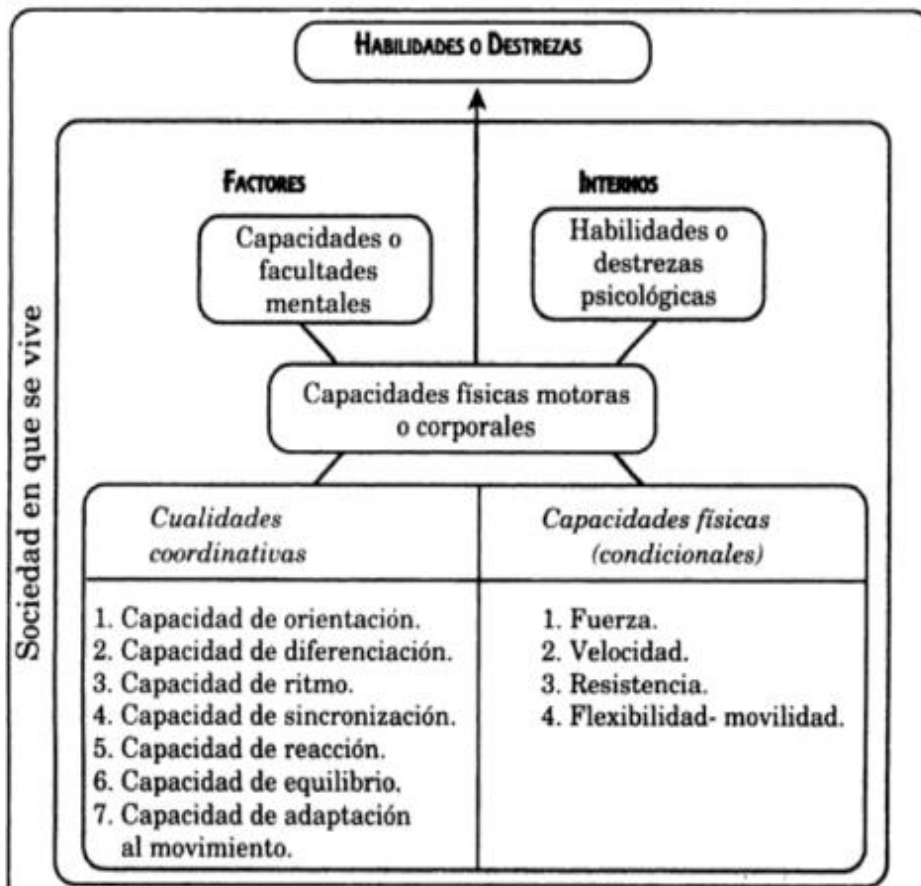 HABILIDADES O DESTREZAS
FACTORES
INTERNOS
Capacidades o
facultades
mentales
Habilidades o
destrezas
psicológicas
Sociedad en que se vive
Capacidades físicas motoras
o corporales
Cualidades
coordinativas
Capacidades físicas
(condicionales)
1. Capacidad de orientación.
2. Capacidad de diferenciación.
3. Capacidad de ritmo.
4. Capacidad de sincronización.
5. Capacidad de reacción.
6. Capacidad de equilibrio.
7. Capacidad de adaptación
al movimiento.
1. Fuerza.
2. Velocidad.
3. Resistencia.
4. Flexibilidad- movilidad.